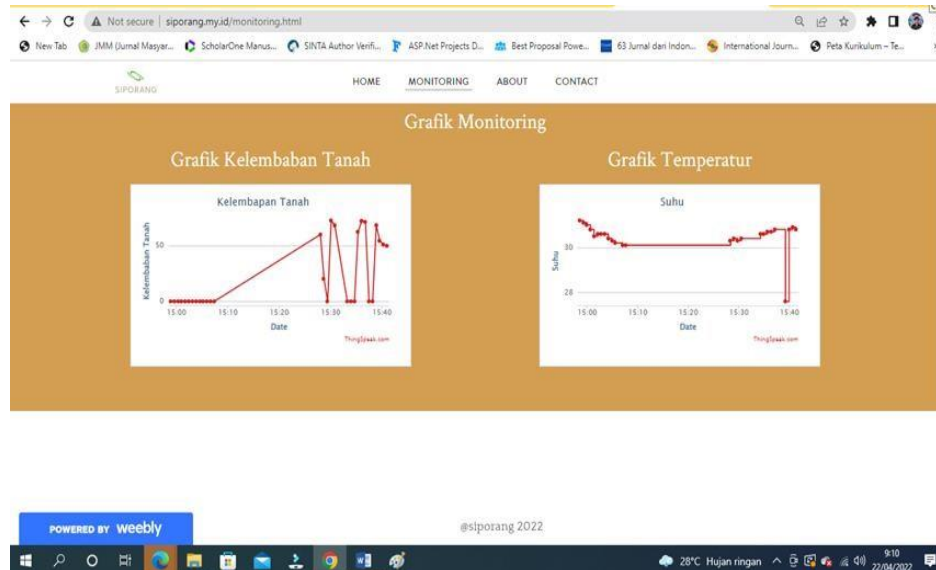 Not secure | siporang.my.id/monitoring.html
New Tab JMM (Jurnal Masyar... ScholarOne Manus... SINTA Author Verifi... ASP.Net Projects D... Best Proposal Powe... 63 Jurnal dari Indon... International Journ... Peta Kurikulum – Te...
SIPORANG
HOME MONITORING ABOUT CONTACT
Grafik Monitoring
Grafik Kelembaban Tanah
Grafik Temperatur
Kelembapan Tanah
Kelembaban Tanah
50
0
15:00 15:10 15:20 15:30 15:40
Date
ThingSpeak.com
Suhu
Suhu
30
28
15:00 15:10 15:20 15:30 15:40
Date
ThingSpeak.com
POWERED BY weebly
@siporang 2022
28°C Hujan ringan
9:10
22/04/2022